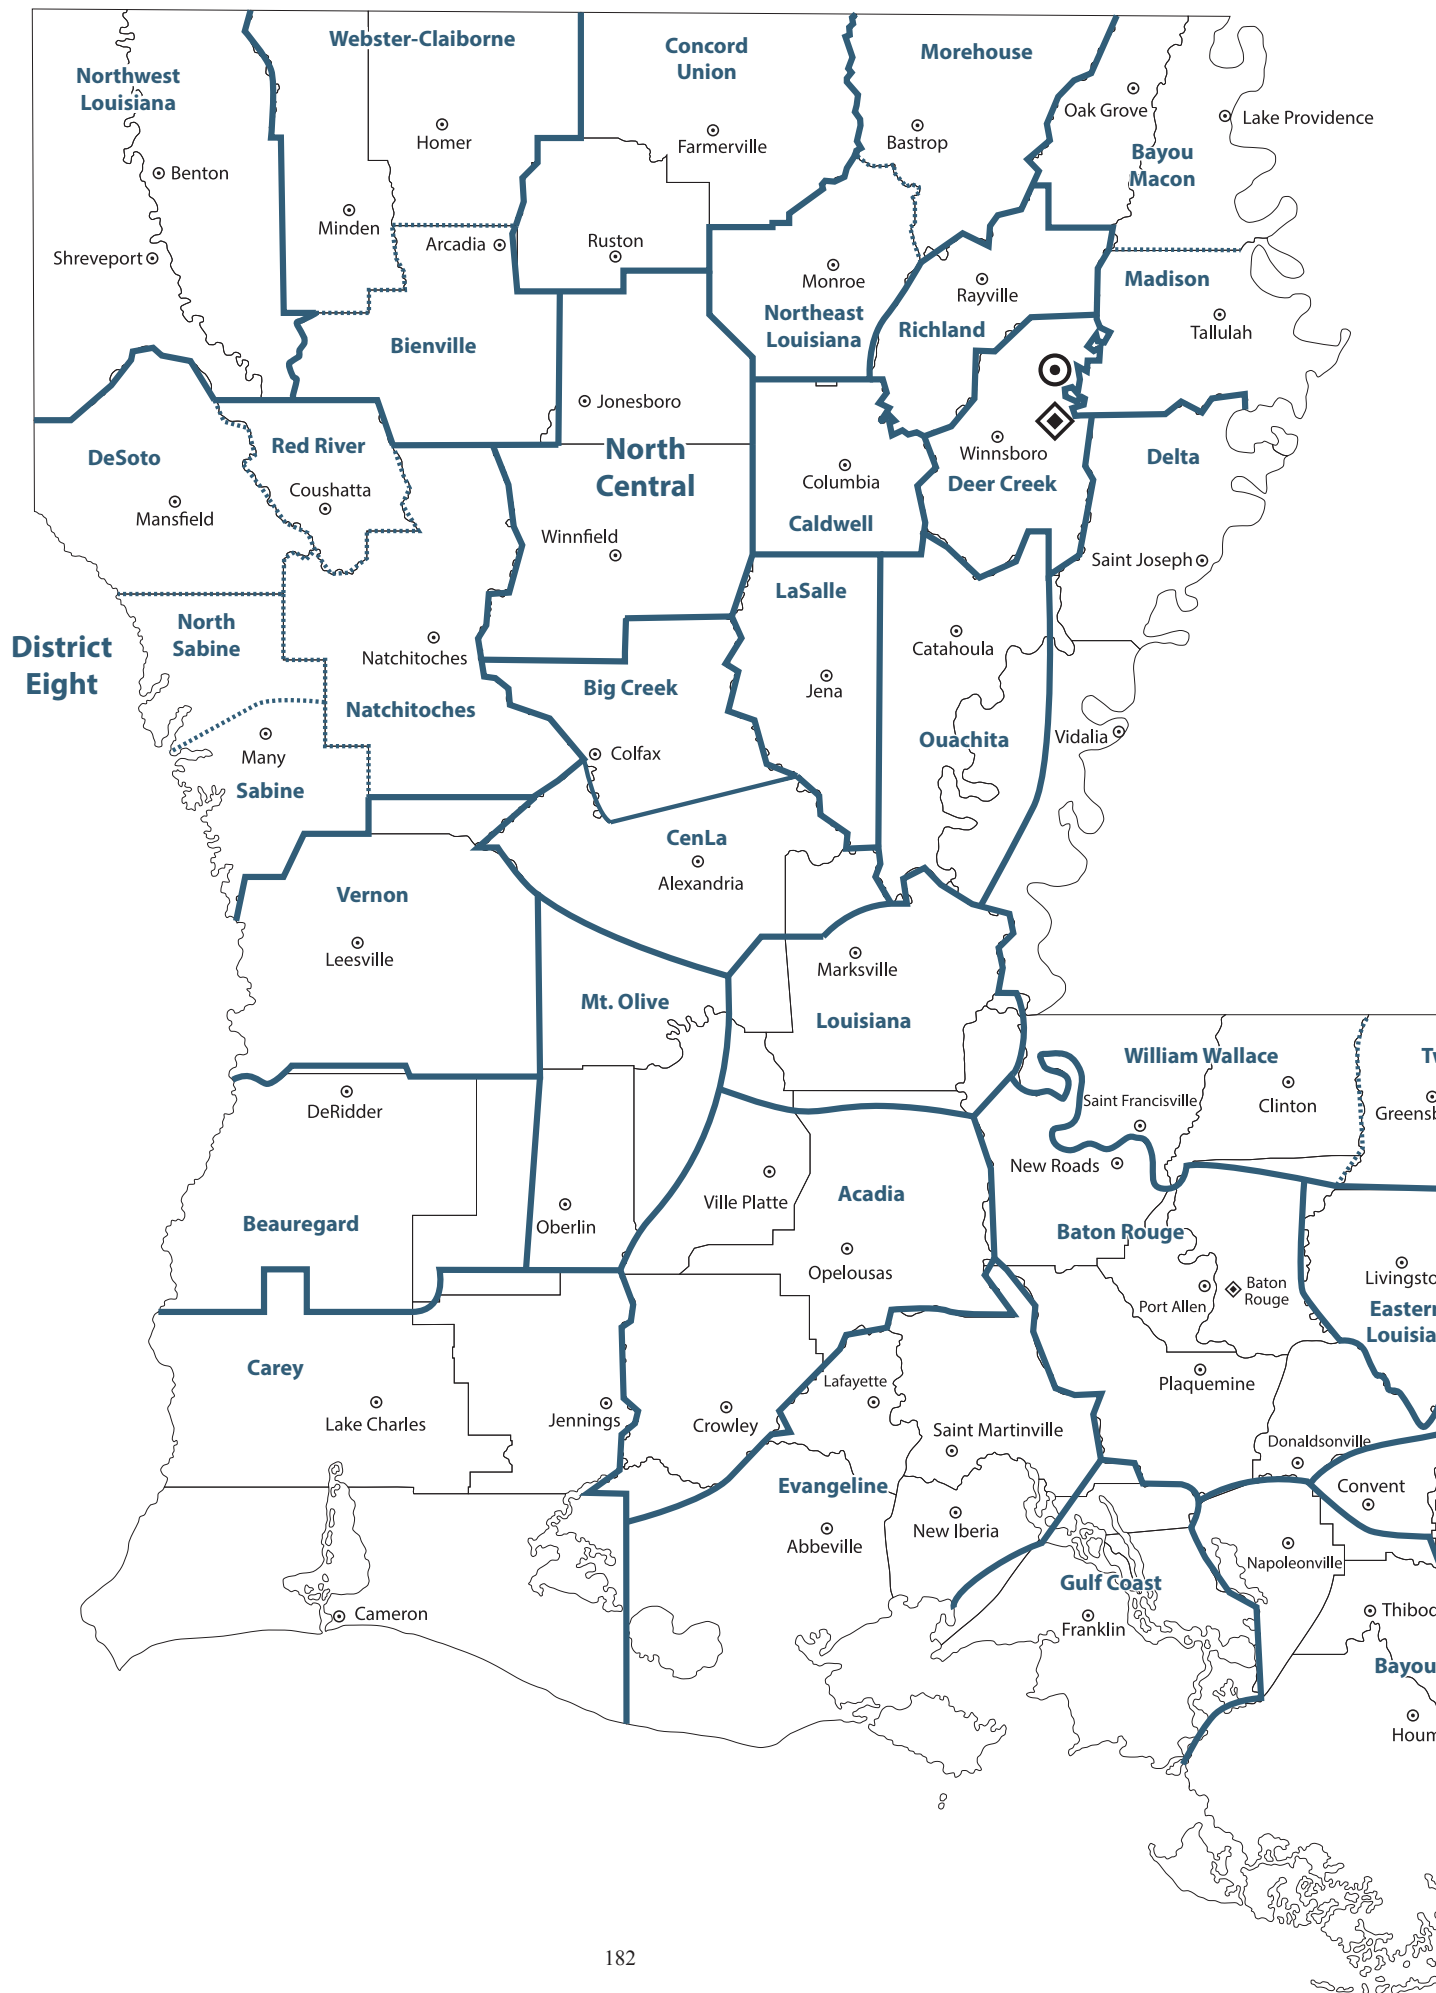 Webster-Claiborne
Concord
Union
Morehouse
Northwest
Louisiana
Oak Grove
Lake Providence
Homer
Farmerville
Bastrop
Bayou
Macon
Benton
Minden
Arcadia
Ruston
Shreveport
Monroe
Rayville
Madison
Northeast
Louisiana
Richland
Tallulah
Bienville
Jonesboro
DeSoto
Red River
North
Central
Winnsboro
Deer Creek
Delta
Coushatta
Columbia
Mansfield
Caldwell
Winnfield
Saint Joseph
LaSalle
North
Sabine
District
Eight
Natchitoches
Catahoula
Big Creek
Jena
Natchitoches
Ouachita
Vidalia
Many
Colfax
Sabine
CenLa
Alexandria
Vernon
Leesville
Marksville
Mt. Olive
Louisiana
William Wallace
DeRidder
Saint Francisville
Clinton
Greensb
New Roads
Ville Platte
Acadia
Beauregard
Oberlin
Baton Rouge
Opelousas
Livingsto
Port Allen
Baton
Rouge
Eastern
Louisia
Carey
Lafayette
Plaquemine
Lake Charles
Jennings
Crowley
Saint Martinville
Donaldsonville
Evangeline
Convent
New Iberia
Abbeville
Napoleonville
Gulf Coast
Cameron
Franklin
Thibod
Bayou
Houm
182